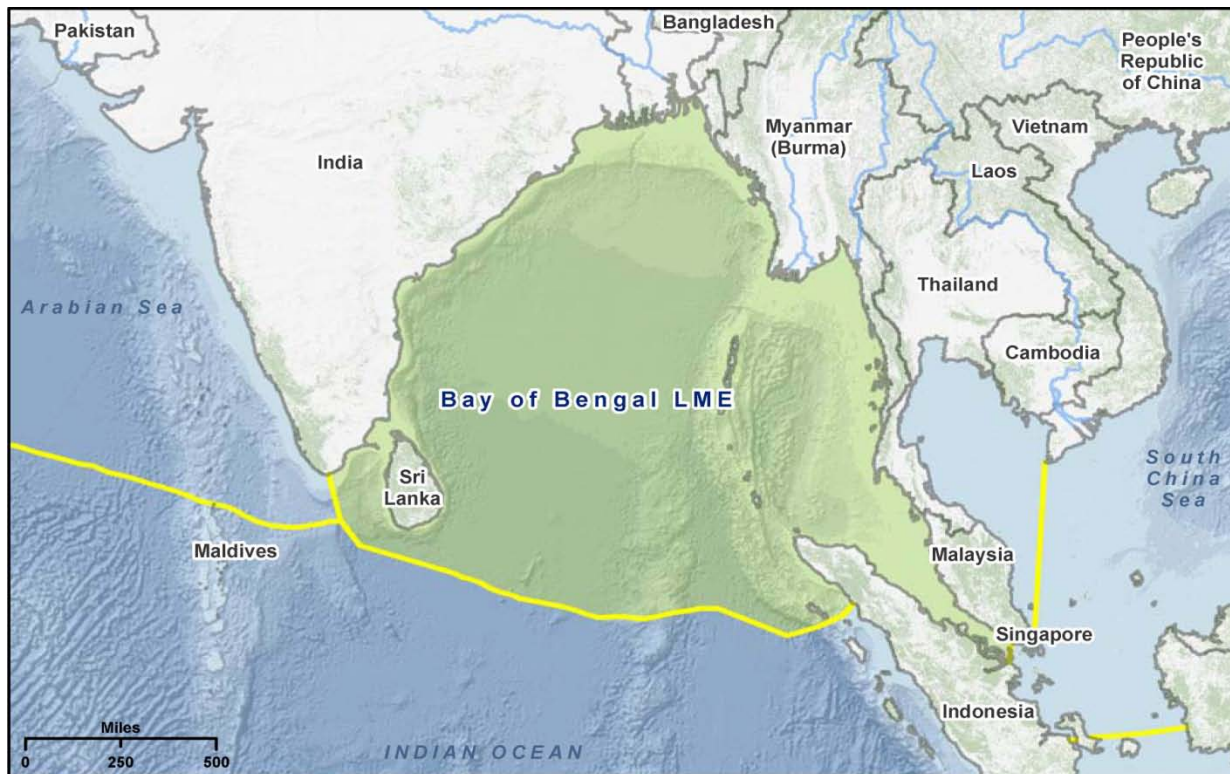 Pakistan
Bangladesh
People's
Republic
of China
India
Myanmar
(Burma)
Vietnam
Laos
Arabian Sea
Thailand
Cambodia
Bay of Bengal LME
Sri
Lanka
South
China
Sea
Maldives
Malaysia
Singapore
Indonesia
Miles
0 250 500
INDIAN OCEAN